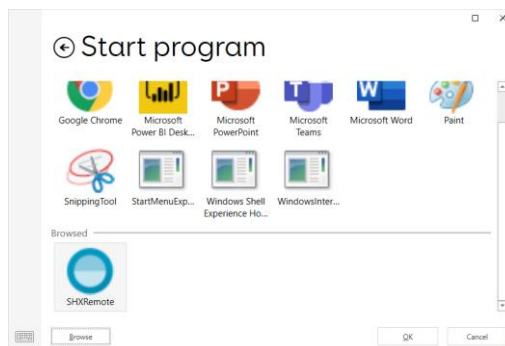 Start program
Google Chrome
Microsoft
Power BI Desk...
Microsoft
PowerPoint
Microsoft
Teams
Microsoft Word
Paint
SnippingTool
StartMenuExp...
Windows Shell
Experience Ho...
WindowsInter...
Browsed
SHXRemote
Browse
OK
Cancel